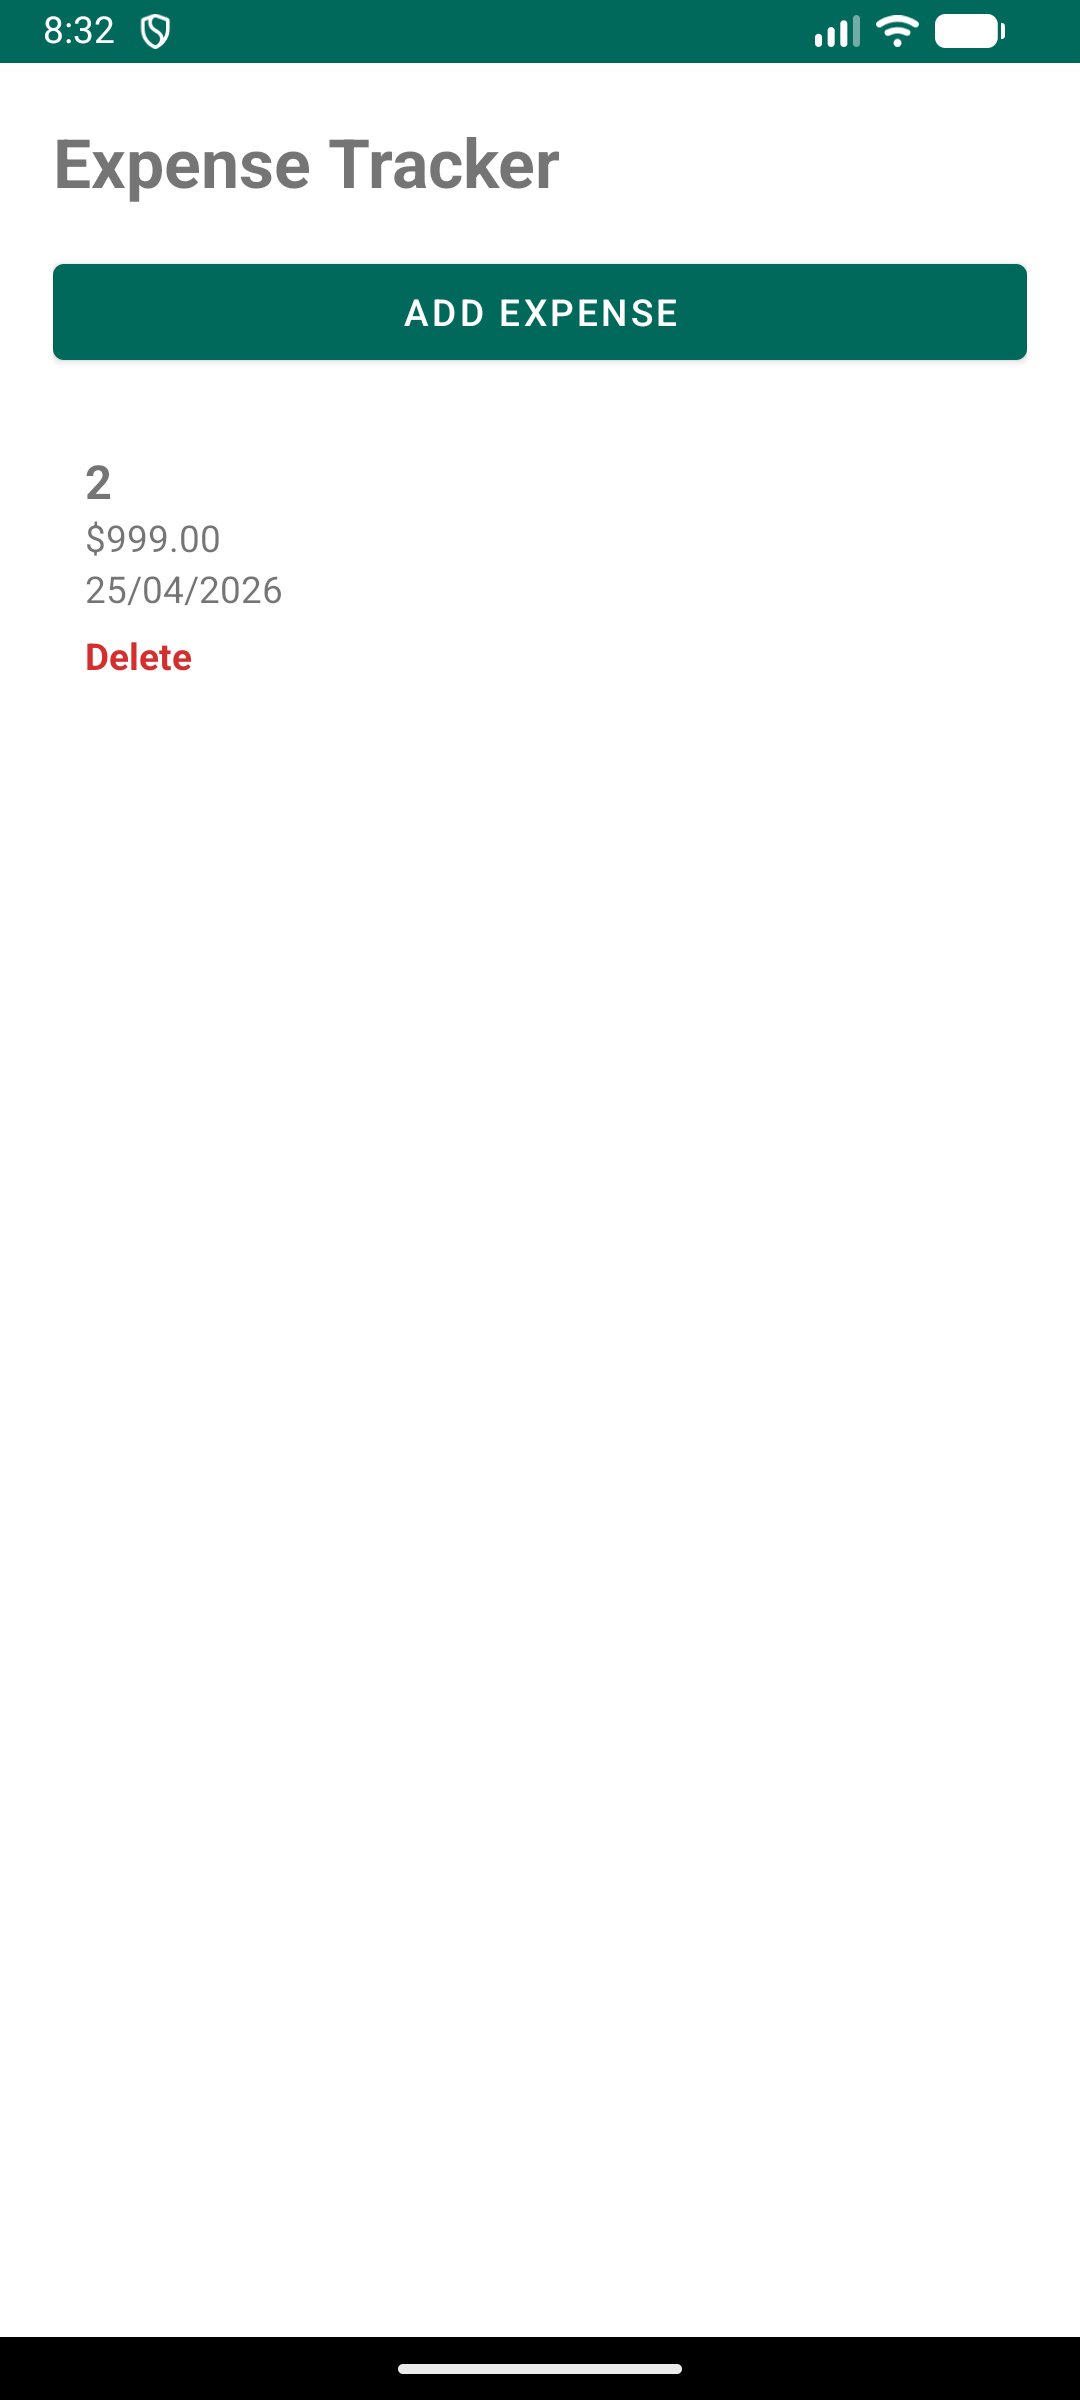 8:32
Expense Tracker
ADD EXPENSE
2
$999.00
25/04/2026
Delete